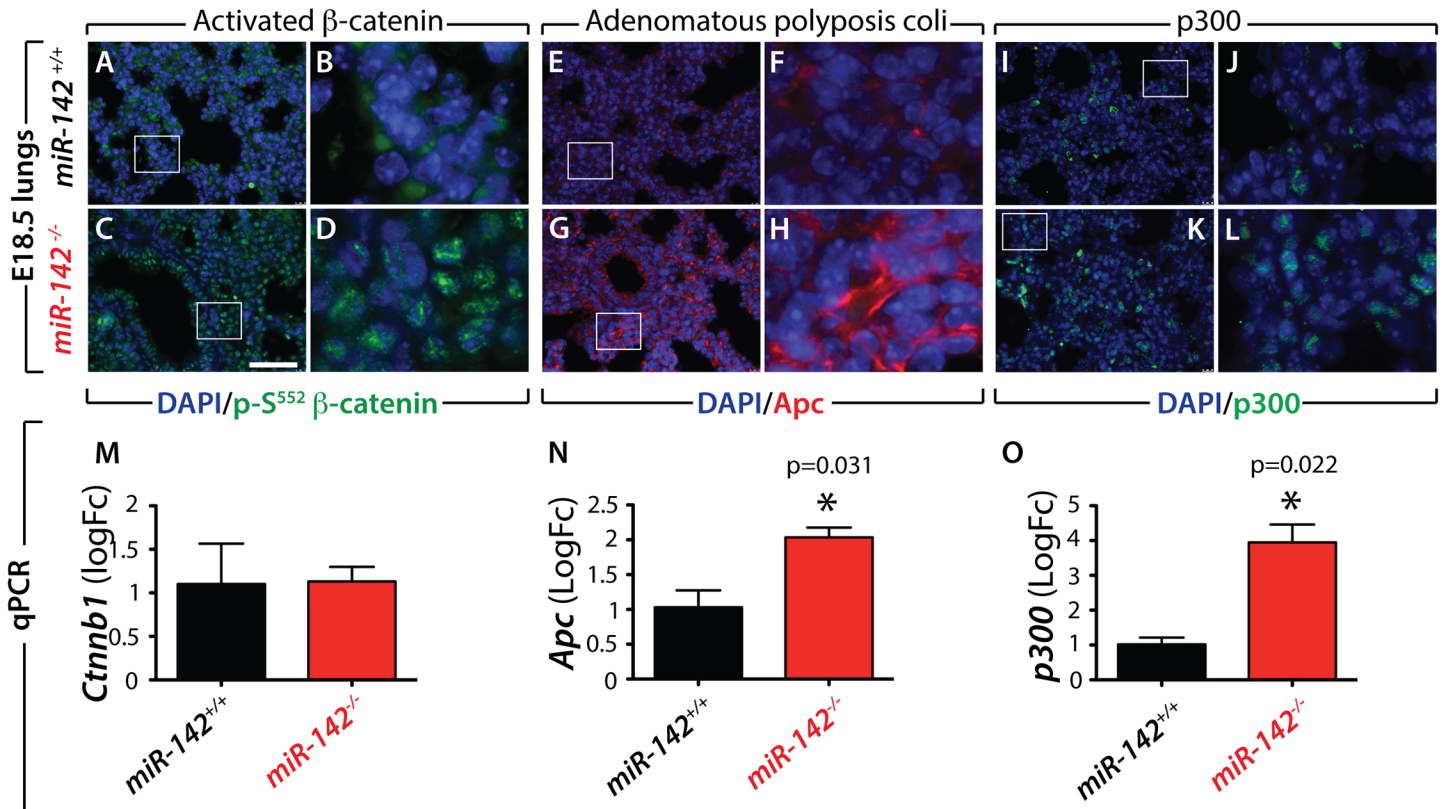 Activated β-catenin
Adenomatous polyposis coli
p300
E18.5 lungs
miR-142 +/+
miR-142 -/-
A
B
C
D
E
F
G
H
I
J
K
L
DAPI/p-S552 β-catenin
DAPI/Apc
DAPI/p300
qPCR
M
Ctnnb1 (logFc)
2
1.5
1
0.5
0
miR-142+/+
miR-142-/-
N
p=0.031
*
Apc (LogFc)
2.5
2
1.5
1
0.5
0
miR-142+/+
miR-142-/-
O
p=0.022
*
p300 (LogFc)
5
4
3
2
1
0
miR-142+/+
miR-142-/-